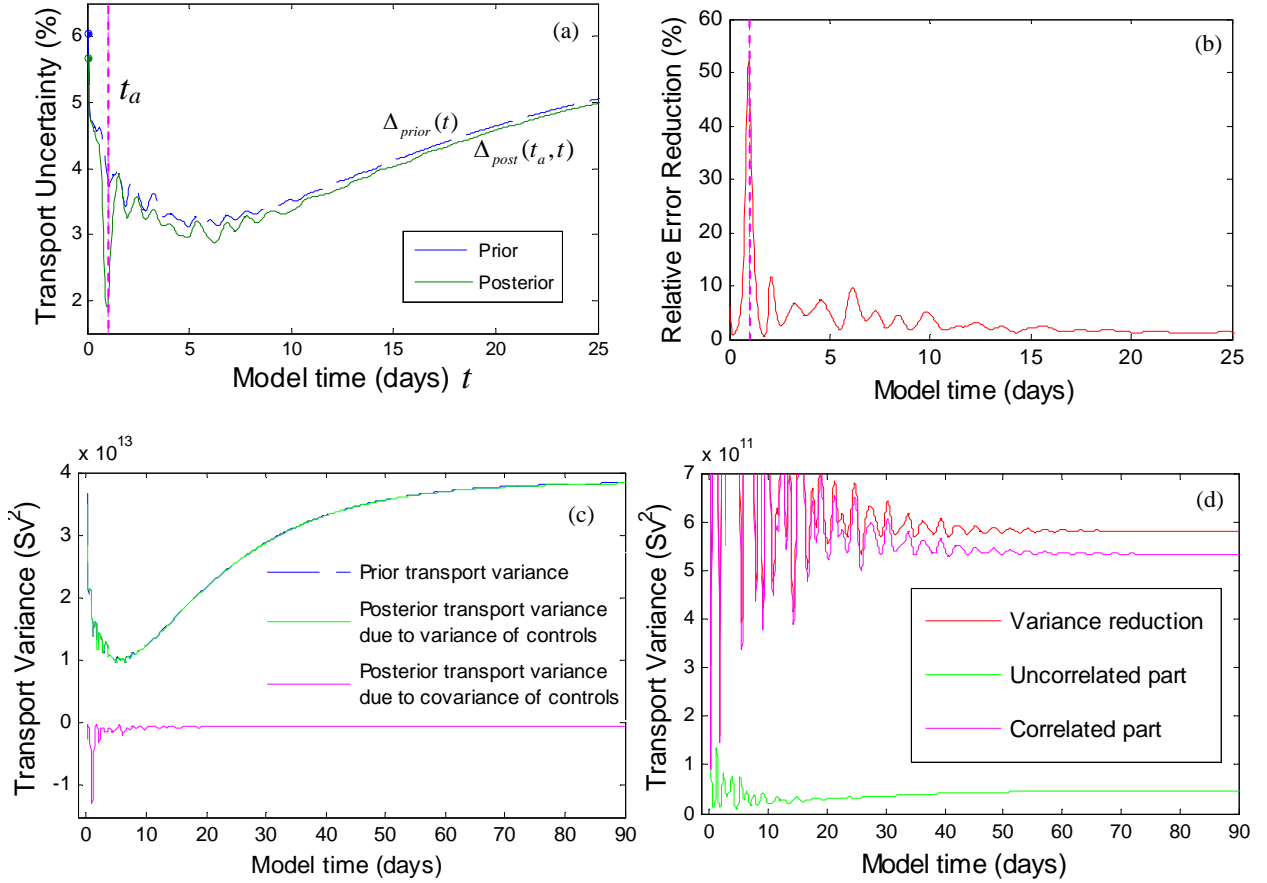 (a)
Transport Uncertainty (%)
6
5
4
3
2
t_a
Δ_prior(t)
Δ_post(t_a,t)
Prior
Posterior
0 5 10 15 20 25
Model time (days) t
(b)
Relative Error Reduction (%)
60
50
40
30
20
10
0
0 5 10 15 20 25
Model time (days)
x 10^13
(c)
Transport Variance (Sv²)
4
3
2
1
0
-1
Prior transport variance
Posterior transport variance
due to variance of controls
Posterior transport variance
due to covariance of controls
0 10 20 30 40 50 60 70 80 90
Model time (days)
x 10^11
(d)
Transport Variance (Sv²)
7
6
5
4
3
2
1
0
Variance reduction
Uncorrelated part
Correlated part
0 10 20 30 40 50 60 70 80 90
Model time (days)